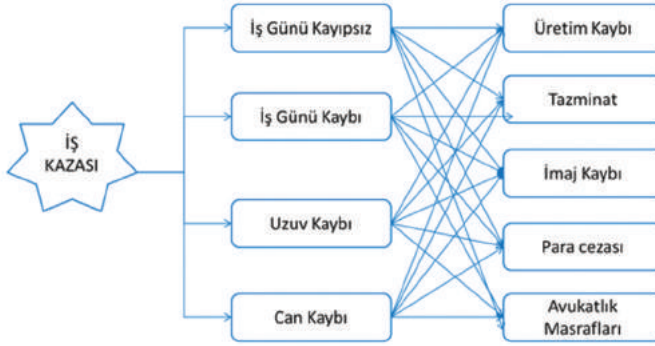 İŞ
KAZASI
İş Günü Kayıpsız
İş Günü Kaybı
Uzuv Kaybı
Can Kaybı
Üretim Kaybı
Tazminat
İmaj Kaybı
Para cezası
Avukatlık
Masrafları